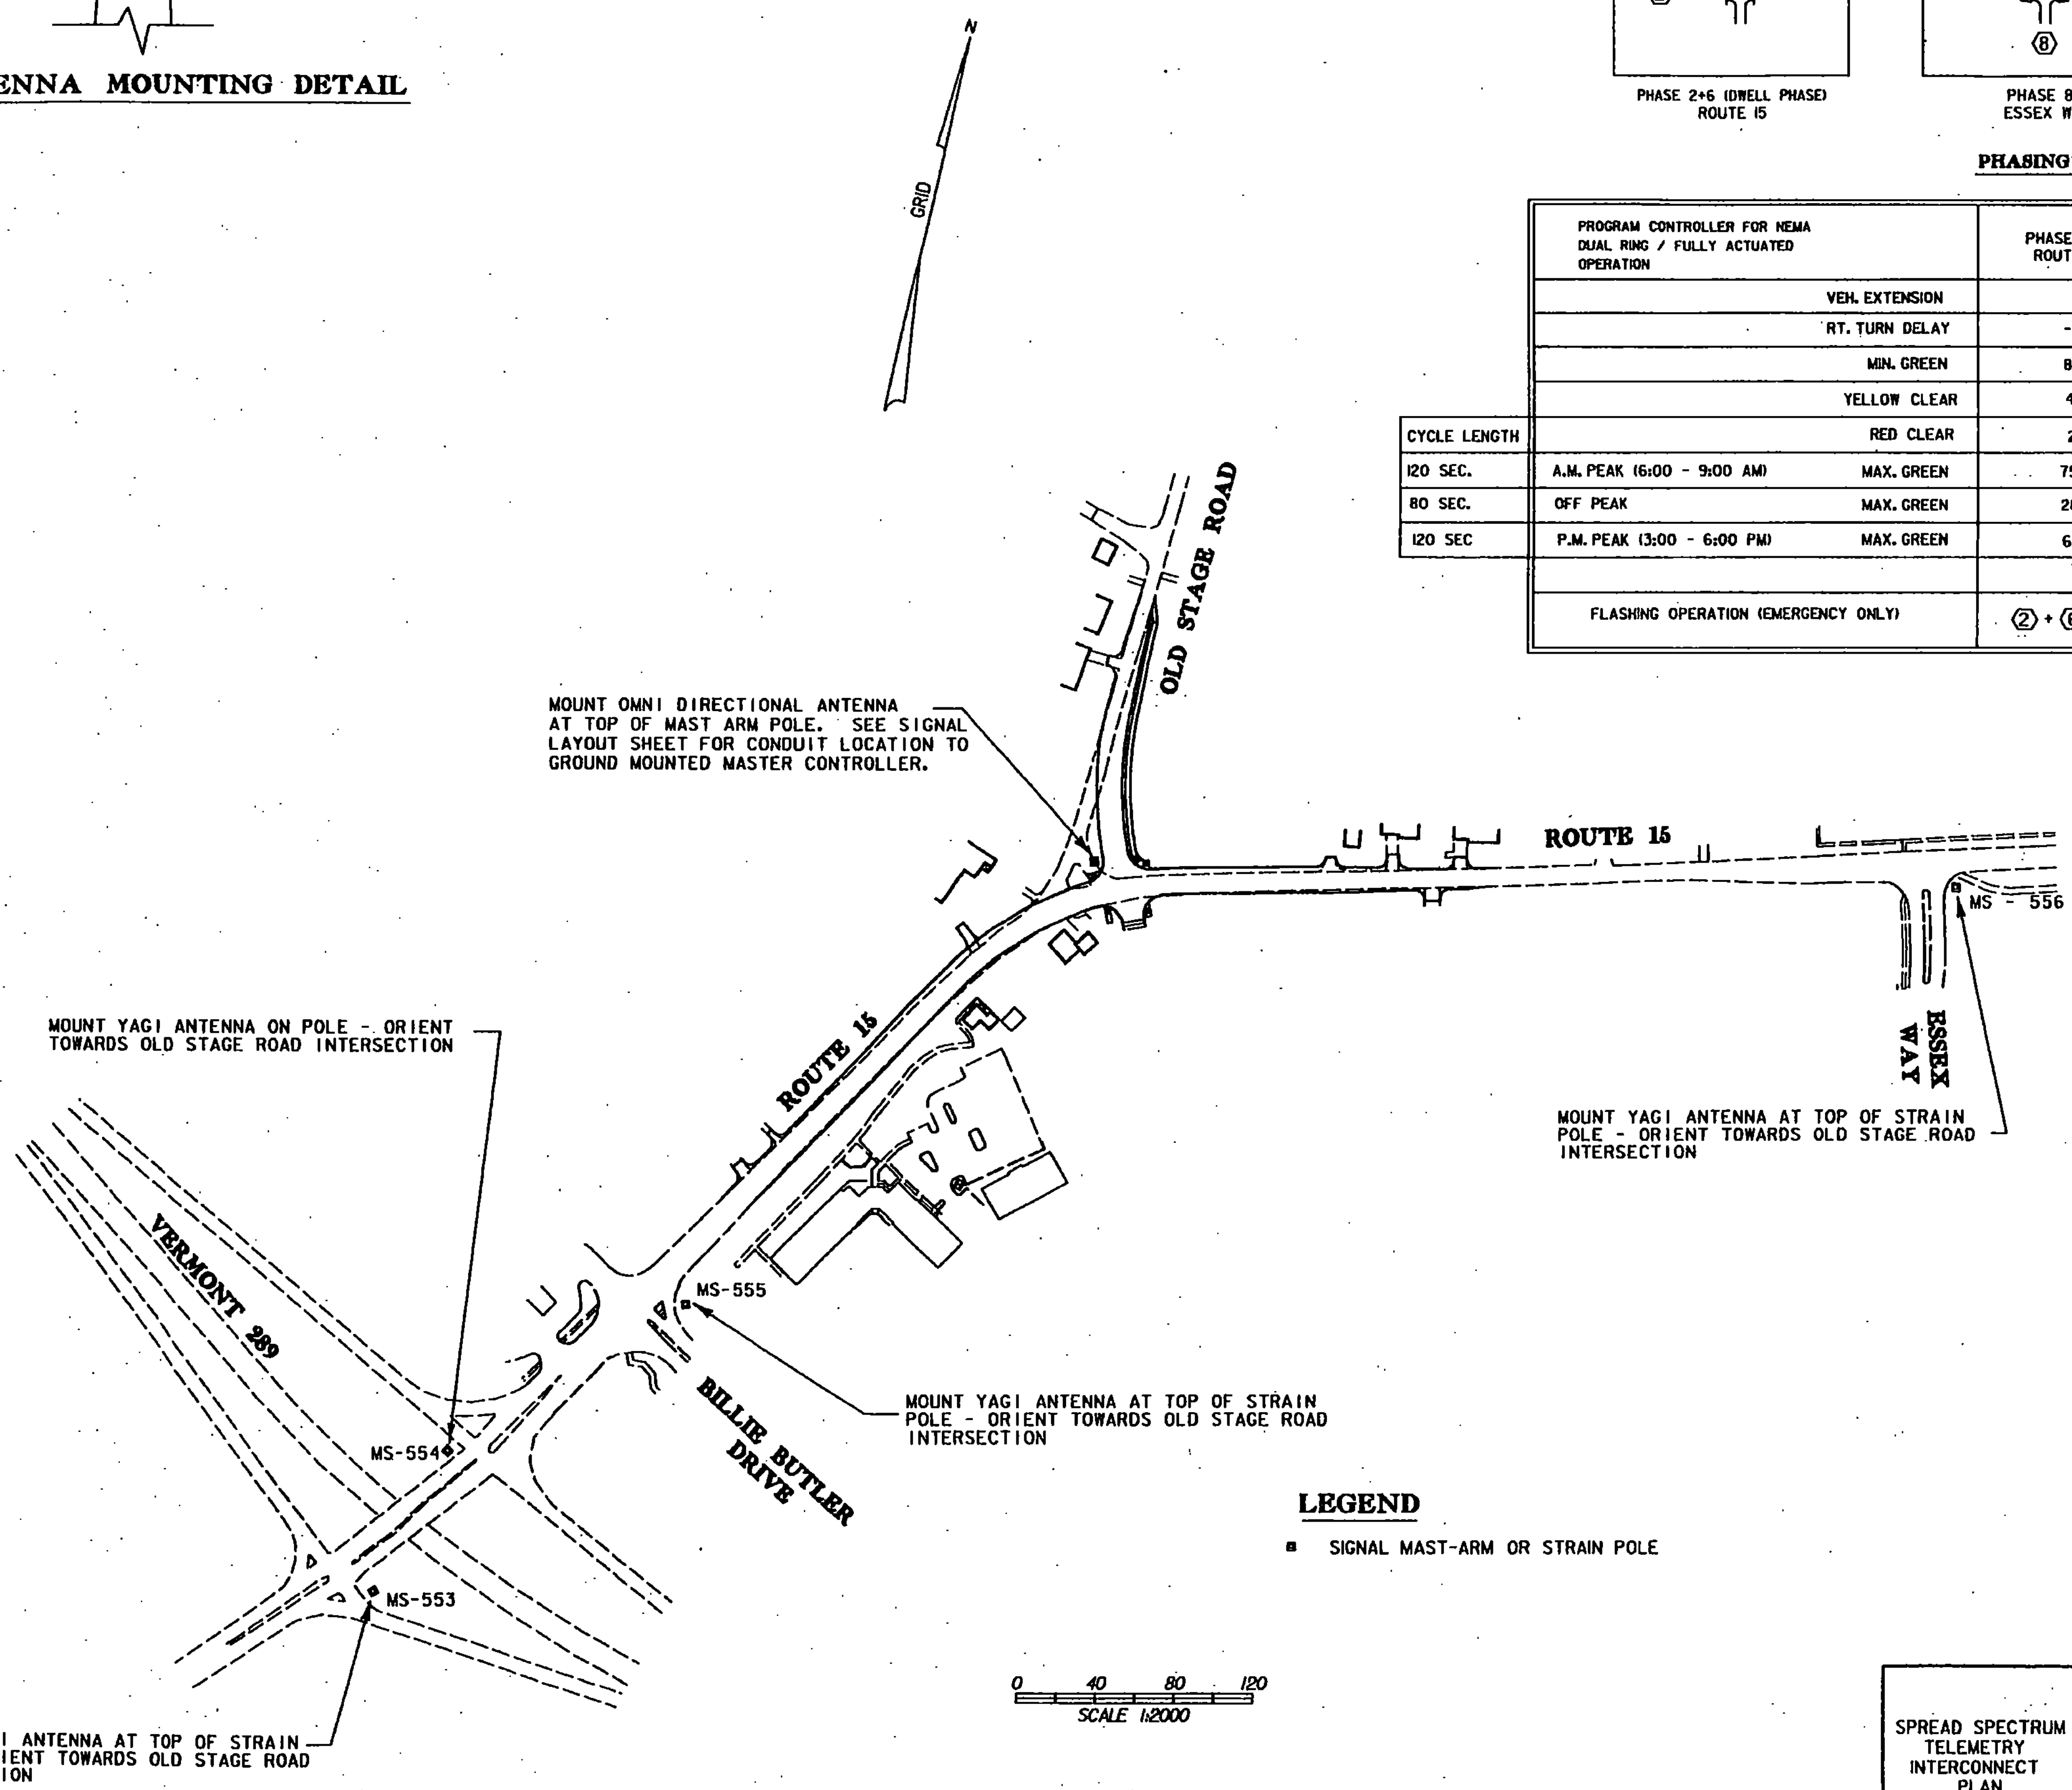 MOUNTING DETAIL
N
GRID
8
PHASE 2+6 (DWELL PHASE)
ROUTE 15
PHASE 8
ESSEX
PHASING
PROGRAM CONTROLLER FOR NEMA
DUAL RING / FULLY ACTUATED
OPERATION
VEH. EXTENSION
RT. TURN DELAY -
MIN. GREEN 8
YELLOW CLEAR 4
CYCLE LENGTH RED CLEAR 2
120 SEC. A.M. PEAK (6:00 - 9:00 AM) MAX. GREEN
80 SEC. OFF PEAK MAX. GREEN
120 SEC P.M. PEAK (3:00 - 6:00 PM) MAX. GREEN
FLASHING OPERATION (EMERGENCY ONLY) 2 +
OLD STAGE ROAD
MOUNT OMNI DIRECTIONAL ANTENNA
AT TOP OF MAST ARM POLE. SEE SIGNAL
LAYOUT SHEET FOR CONDUIT LOCATION TO
GROUND MOUNTED MASTER CONTROLLER.
ROUTE 15
MS - 556
ESSEX
WAY
MOUNT YAGI ANTENNA AT TOP OF STRAIN
POLE - ORIENT TOWARDS OLD STAGE ROAD
INTERSECTION
ROUTE 15
MOUNT YAGI ANTENNA ON POLE - ORIENT
TOWARDS OLD STAGE ROAD INTERSECTION
VERMONT 289
MS-555
BILLIE BUTLER
DRIVE
MOUNT YAGI ANTENNA AT TOP OF STRAIN
POLE - ORIENT TOWARDS OLD STAGE ROAD
INTERSECTION
MS-554
MS-553
LEGEND
SIGNAL MAST-ARM OR STRAIN POLE
0 40 80 120
SCALE 1:2000
ANTENNA AT TOP OF STRAIN
TOWARDS OLD STAGE ROAD
SPREAD SPECTRUM
TELEMETRY
INTERCONNECT
PLAN